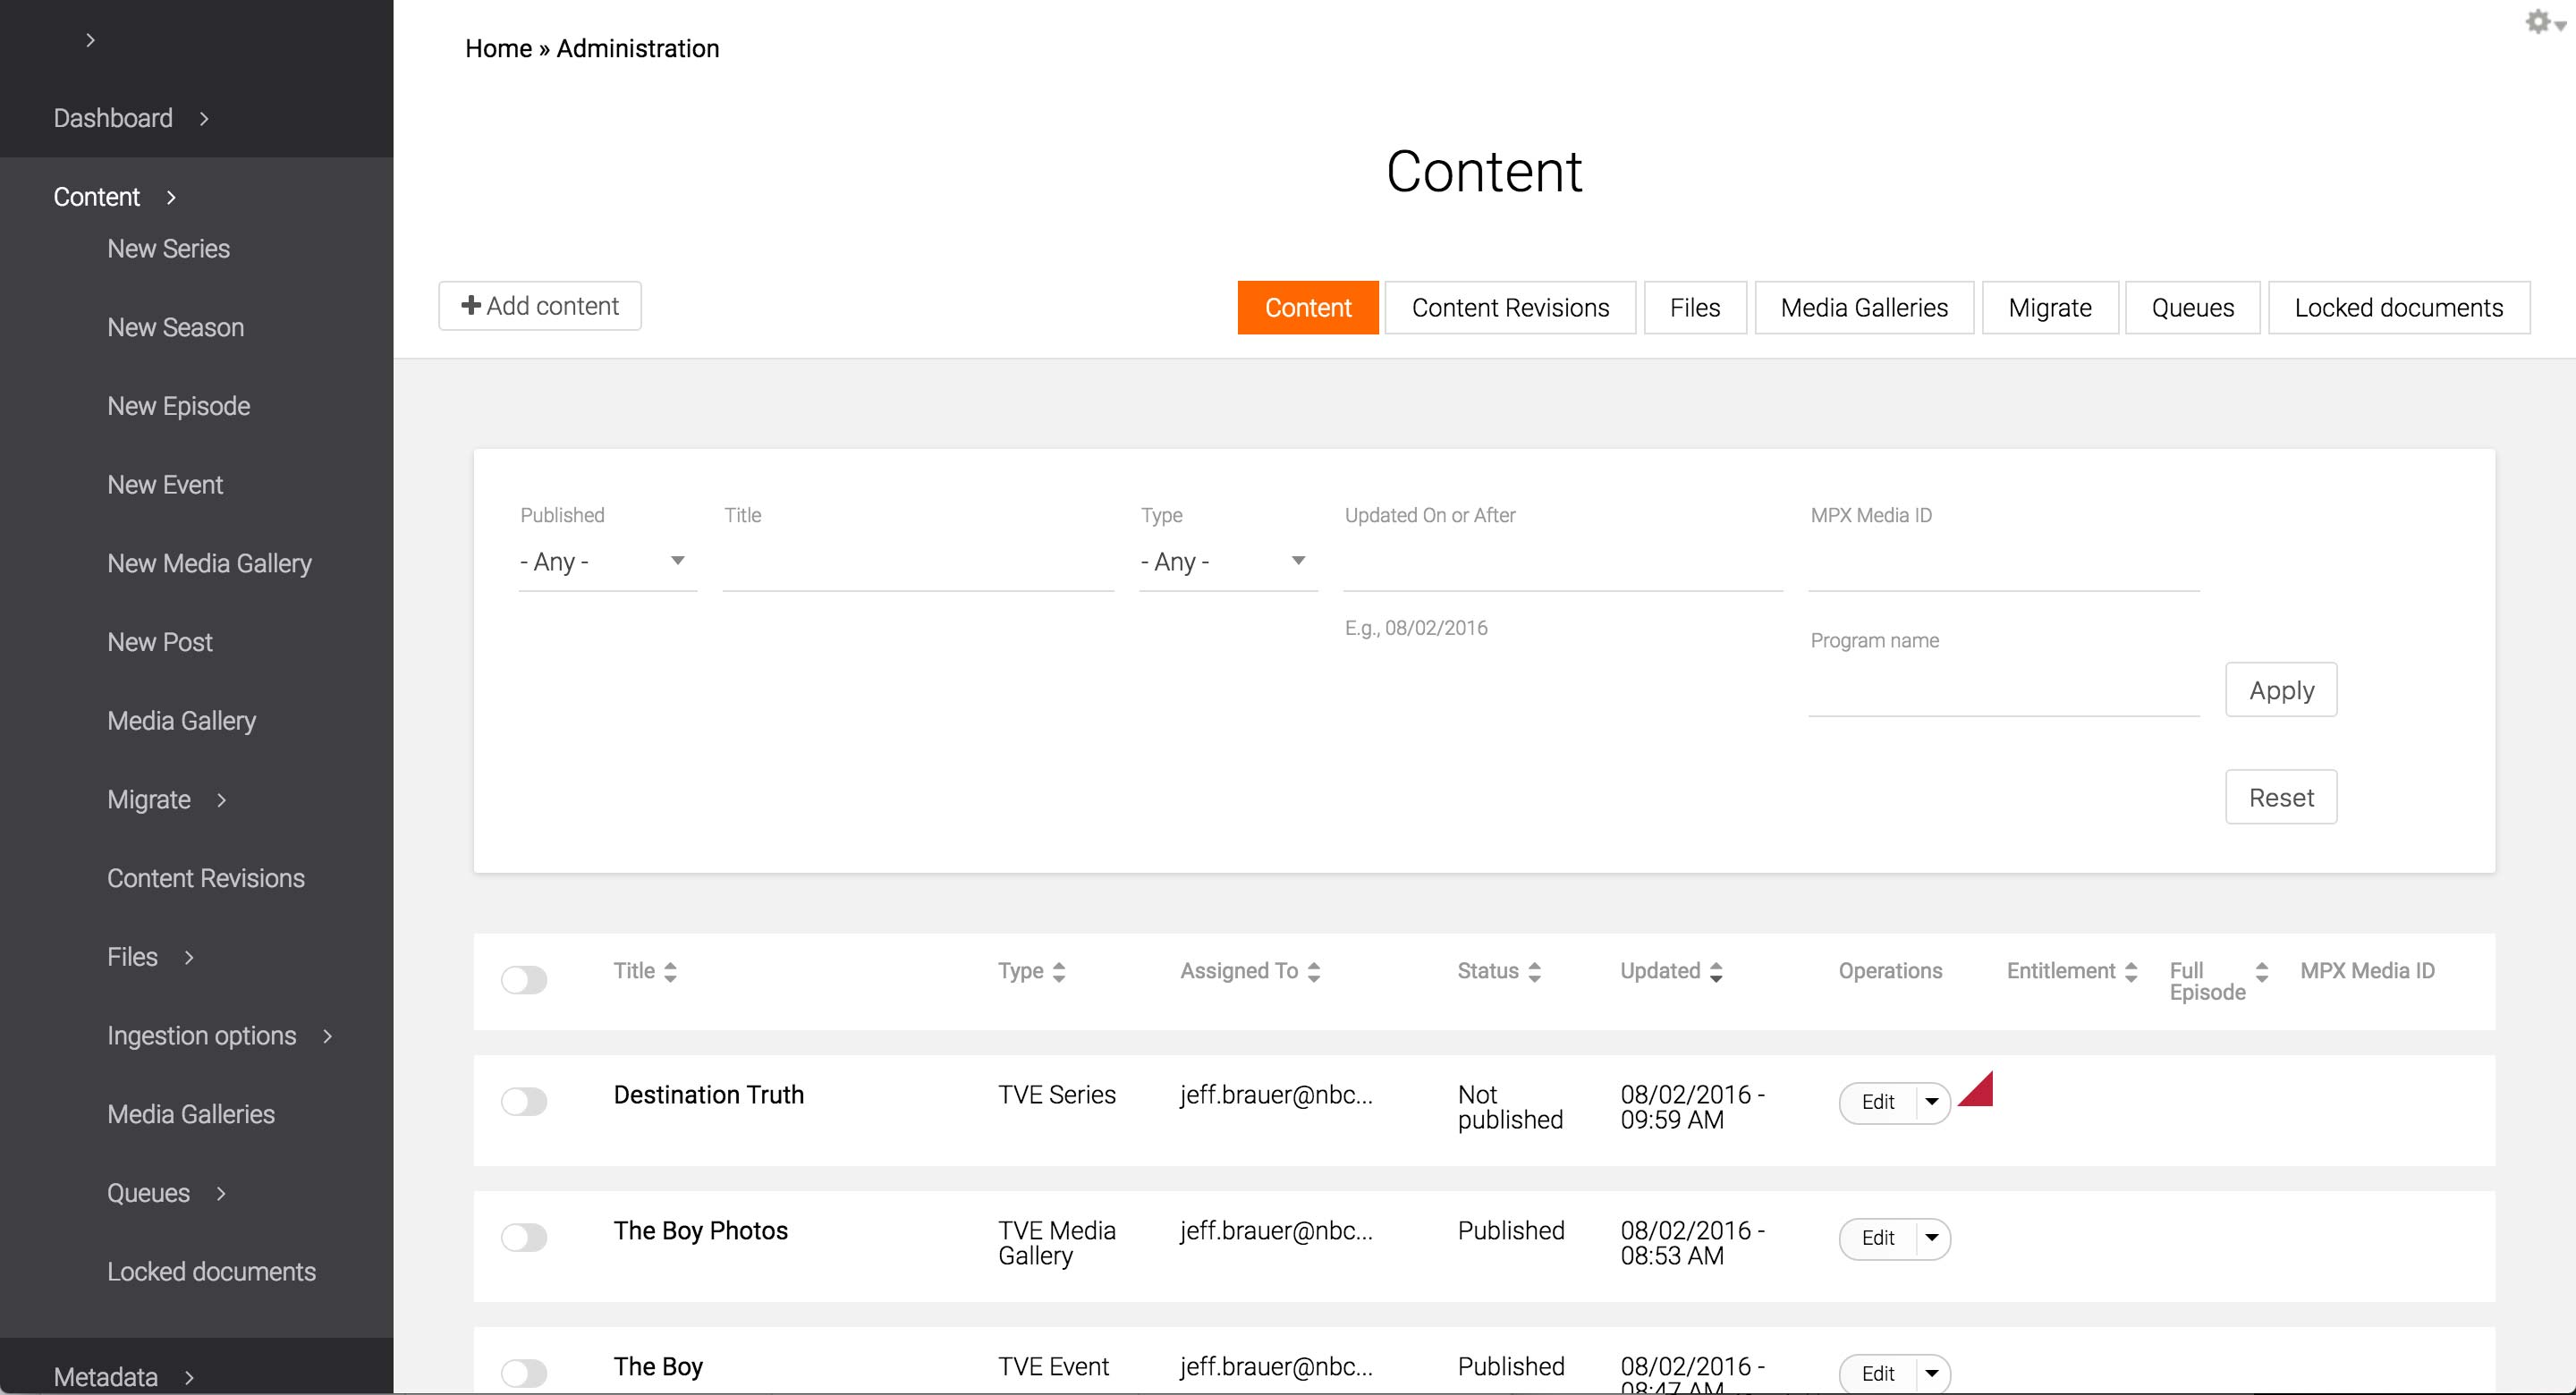 Home » Administration
Dashboard
Content
New Series
New Season
New Episode
New Event
New Media Gallery
New Post
Media Gallery
Migrate
Content Revisions
Files
Ingestion options
Media Galleries
Queues
Locked documents
Metadata
Content
Add content
Content Content Revisions Files Media Galleries Migrate Queues Locked documents
Published Title Type Updated On or After MPX Media ID
- Any - - Any -
E.g., 08/02/2016
Program name
Apply
Reset
Title Type Assigned To Status Updated Operations Entitlement Full MPX Media ID
Episode
Destination Truth TVE Series jeff.brauer@nbc... Not 08/02/2016 - Edit
published 09:59 AM
The Boy Photos TVE Media jeff.brauer@nbc... Published 08/02/2016 - Edit
Gallery 08:53 AM
The Boy TVE Event jeff.brauer@nbc... Published 08/02/2016 - Edit
08:47 AM